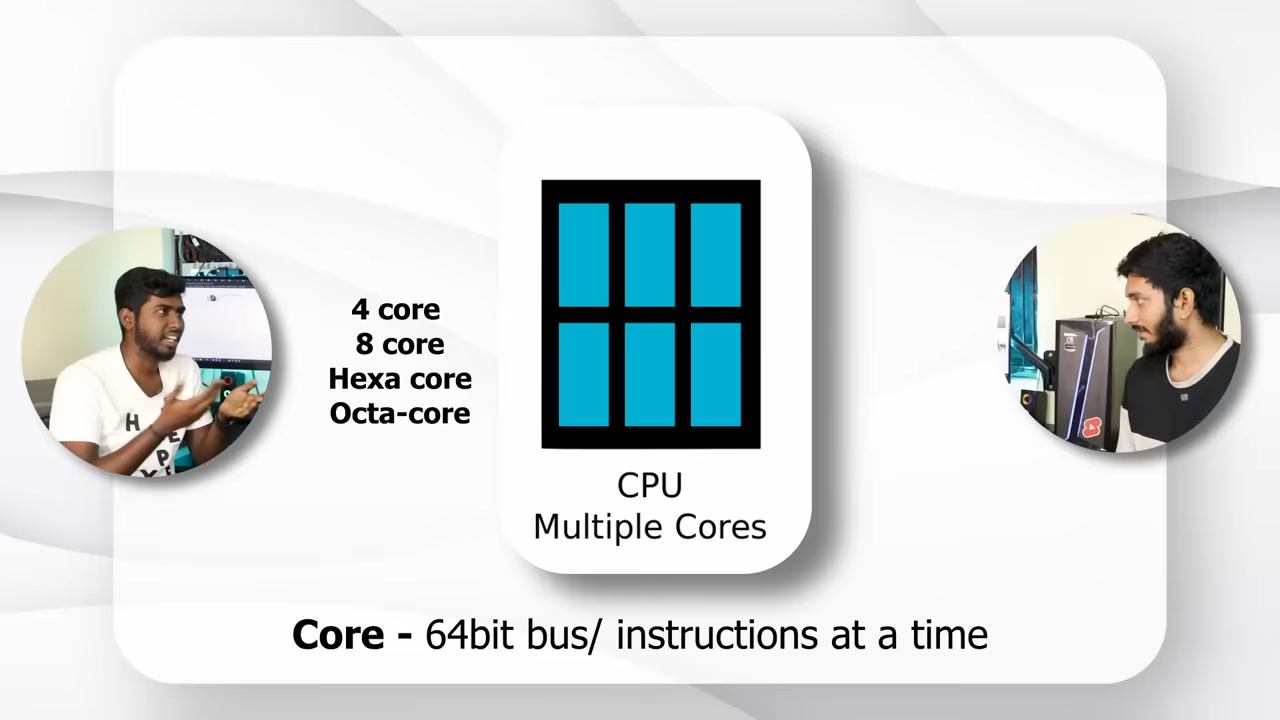 4 core
8 core
Hexa core
Octa-core
CPU
Multiple Cores
Core - 64bit bus/ instructions at a time